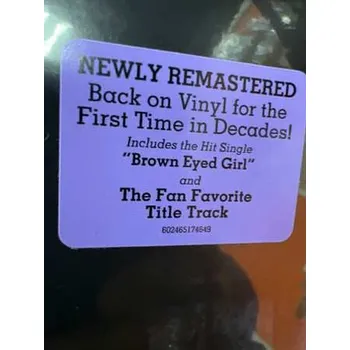 NEWLY REMASTERED
Back on Vinyl for the
First Time in Decades!
Includes the Hit Single
"Brown Eyed Girl"
and
The Fan Favorite
Title Track
602465174649